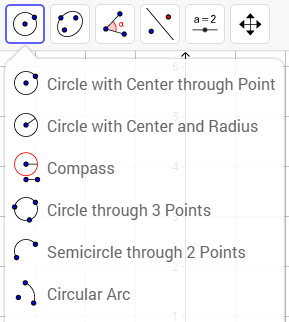 α
a = 2
Circle with Center through Point
Circle with Center and Radius
Compass
Circle through 3 Points
Semicircle through 2 Points
Circular Arc